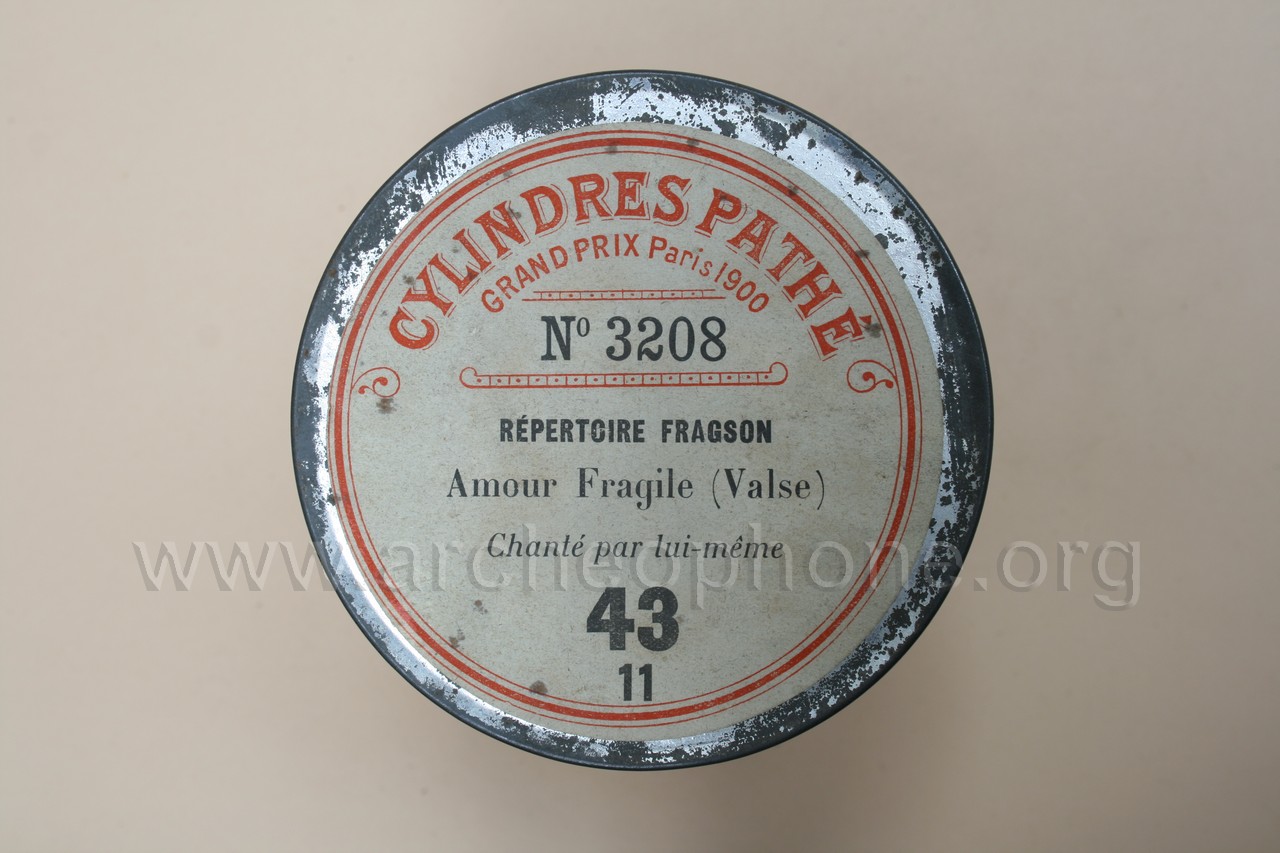 CYLINDRES PATHÉ
GRAND PRIX Paris 1900
Nº 3208
RÉPERTOIRE FRAGSON
Amour Fragile (Valse)
Chanté par lui-même
www.archeophone.org
43
11